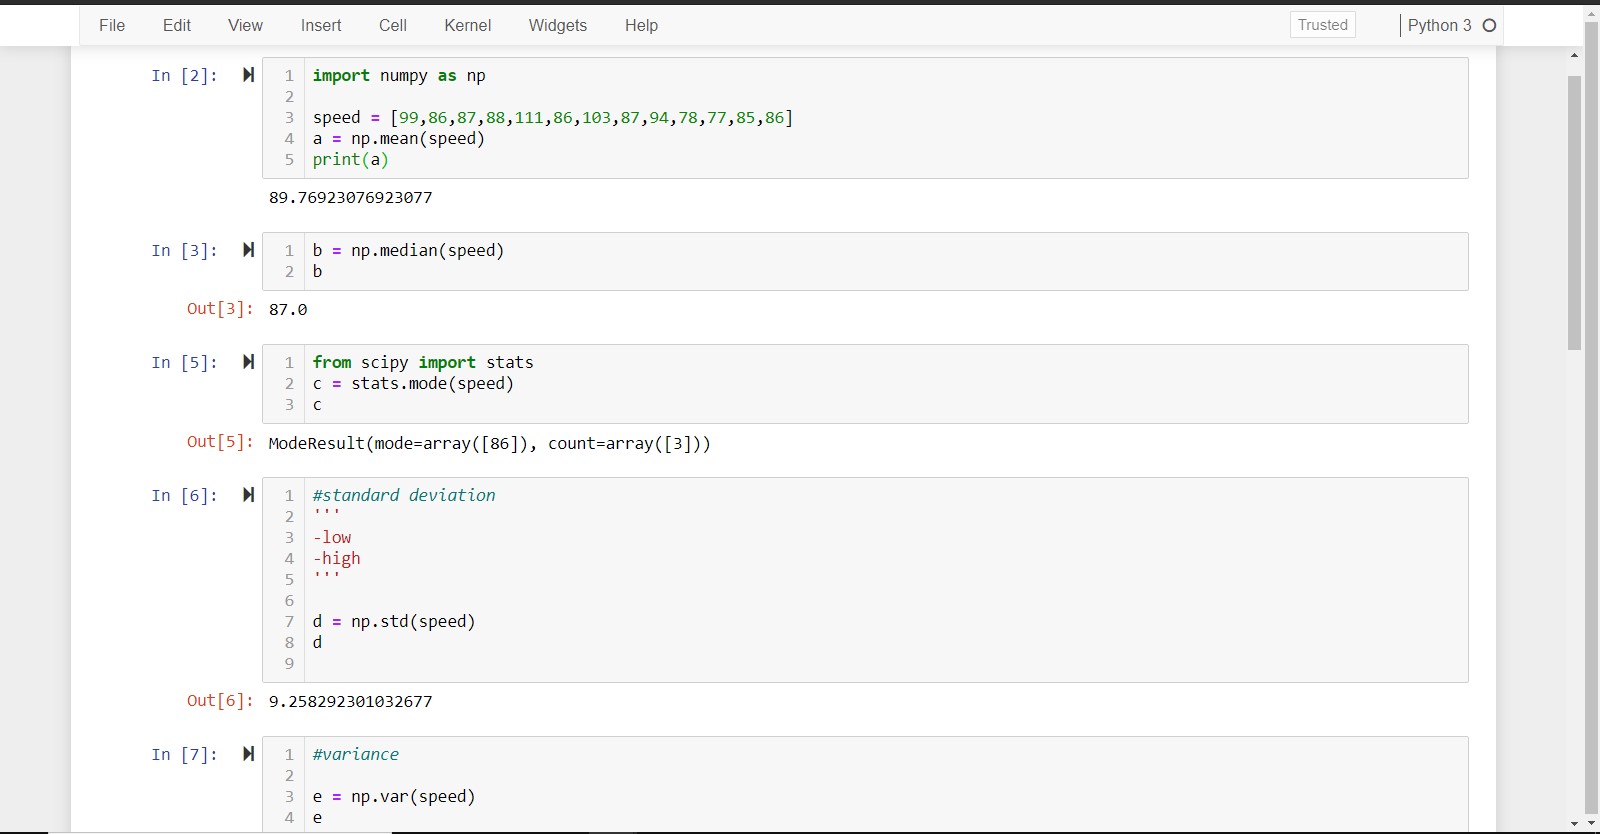 File Edit View Insert Cell Kernel Widgets Help Trusted Python 3
In [2]:
1 import numpy as np
2
3 speed = [99,86,87,88,111,86,103,87,94,78,77,85,86]
4 a = np.mean(speed)
5 print(a)
89.76923076923077
In [3]:
1 b = np.median(speed)
2 b
Out[3]: 87.0
In [5]:
1 from scipy import stats
2 c = stats.mode(speed)
3 c
Out[5]: ModeResult(mode=array([86]), count=array([3]))
In [6]:
1 #standard deviation
2 '''
3 -low
4 -high
5 '''
6
7 d = np.std(speed)
8 d
9
Out[6]: 9.258292301032677
In [7]:
1 #variance
2
3 e = np.var(speed)
4 e